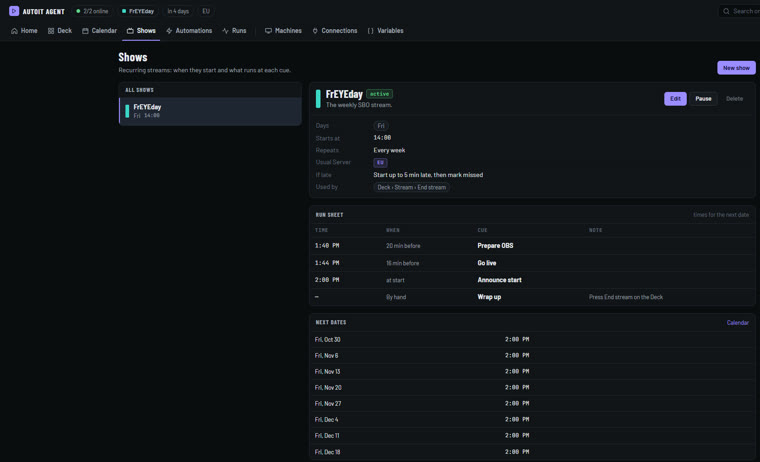 AUTOIT AGENT
2/2 online
FrEYEday
in 4 days
EU
Home
Deck
Calendar
Shows
Automations
Runs
Machines
Connections
Variables
Shows
Recurring streams: when they start and what runs at each cue.
New show
ALL SHOWS
FrEYEday
Fri 14:00
FrEYEday active
The weekly SBO stream.
Edit
Pause
Delete
Days Fri
Starts at 14:00
Repeats Every week
Usual Server EU
If late Start up to 5 min late, then mark missed
Used by Deck › Stream › End stream
RUN SHEET times for the next date
TIME WHEN CUE NOTE
1:40 PM 20 min before Prepare OBS
1:44 PM 16 min before Go live
2:00 PM at start Announce start
— By hand Wrap up Press End stream on the Deck
NEXT DATES Calendar
Fri, Oct 30 2:00 PM
Fri, Nov 6 2:00 PM
Fri, Nov 13 2:00 PM
Fri, Nov 20 2:00 PM
Fri, Nov 27 2:00 PM
Fri, Dec 4 2:00 PM
Fri, Dec 11 2:00 PM
Fri, Dec 18 2:00 PM